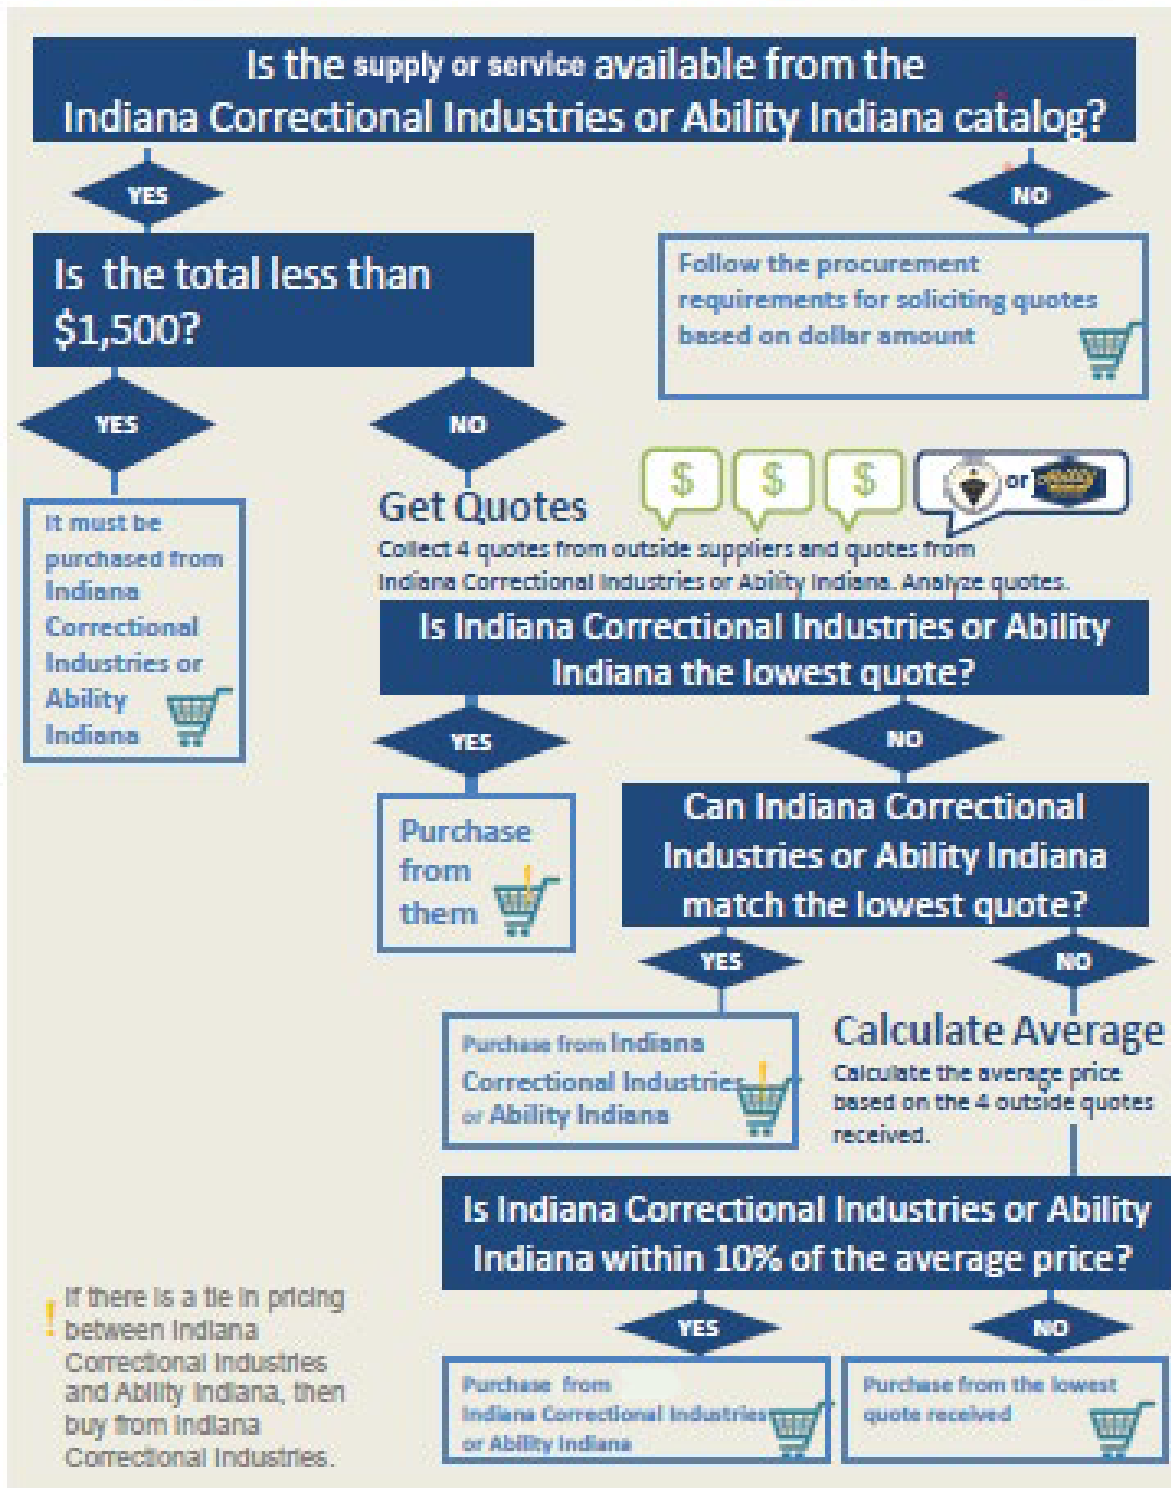 Is the supply or service available from the
Indiana Correctional Industries or Ability Indiana catalog?
YES
NO
Is the total less than
$1,500?
Follow the procurement
requirements for soliciting quotes
based on dollar amount
YES
NO
It must be
purchased from
Indiana
Correctional
Industries or
Ability
Indiana
Get Quotes
$ $ $ or
Collect 4 quotes from outside suppliers and quotes from
Indiana Correctional Industries or Ability Indiana. Analyze quotes.
Is Indiana Correctional Industries or Ability
Indiana the lowest quote?
YES
NO
Purchase
from
them
Can Indiana Correctional
Industries or Ability Indiana
match the lowest quote?
YES
NO
Purchase from Indiana
Correctional Industries
or Ability Indiana
Calculate Average
Calculate the average price
based on the 4 outside quotes
received.
Is Indiana Correctional Industries or Ability
Indiana within 10% of the average price?
YES
NO
Purchase from
Indiana Correctional Industries
or Ability Indiana
Purchase from the lowest
quote received
! If there is a tie in pricing
between Indiana
Correctional Industries
and Ability Indiana, then
buy from Indiana
Correctional Industries.